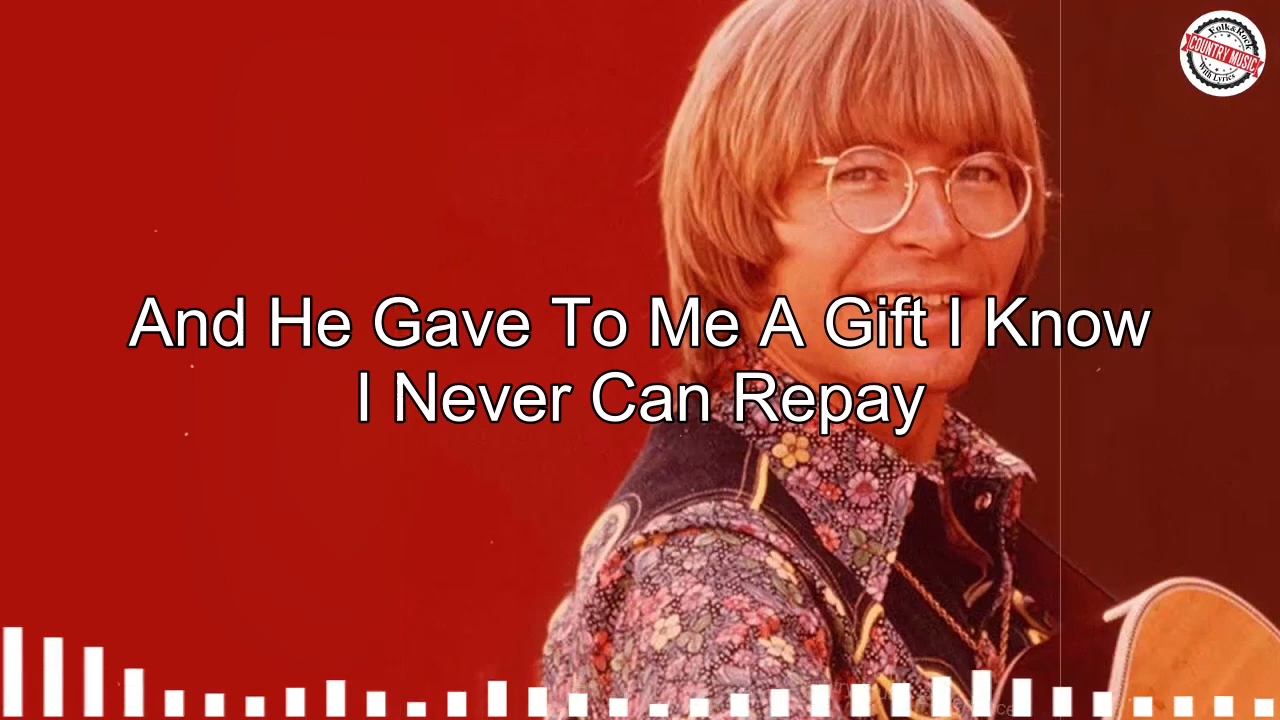 Folk&Rock
COUNTRY MUSIC
With Lyrics
And He Gave To Me A Gift I Know
I Never Can Repay